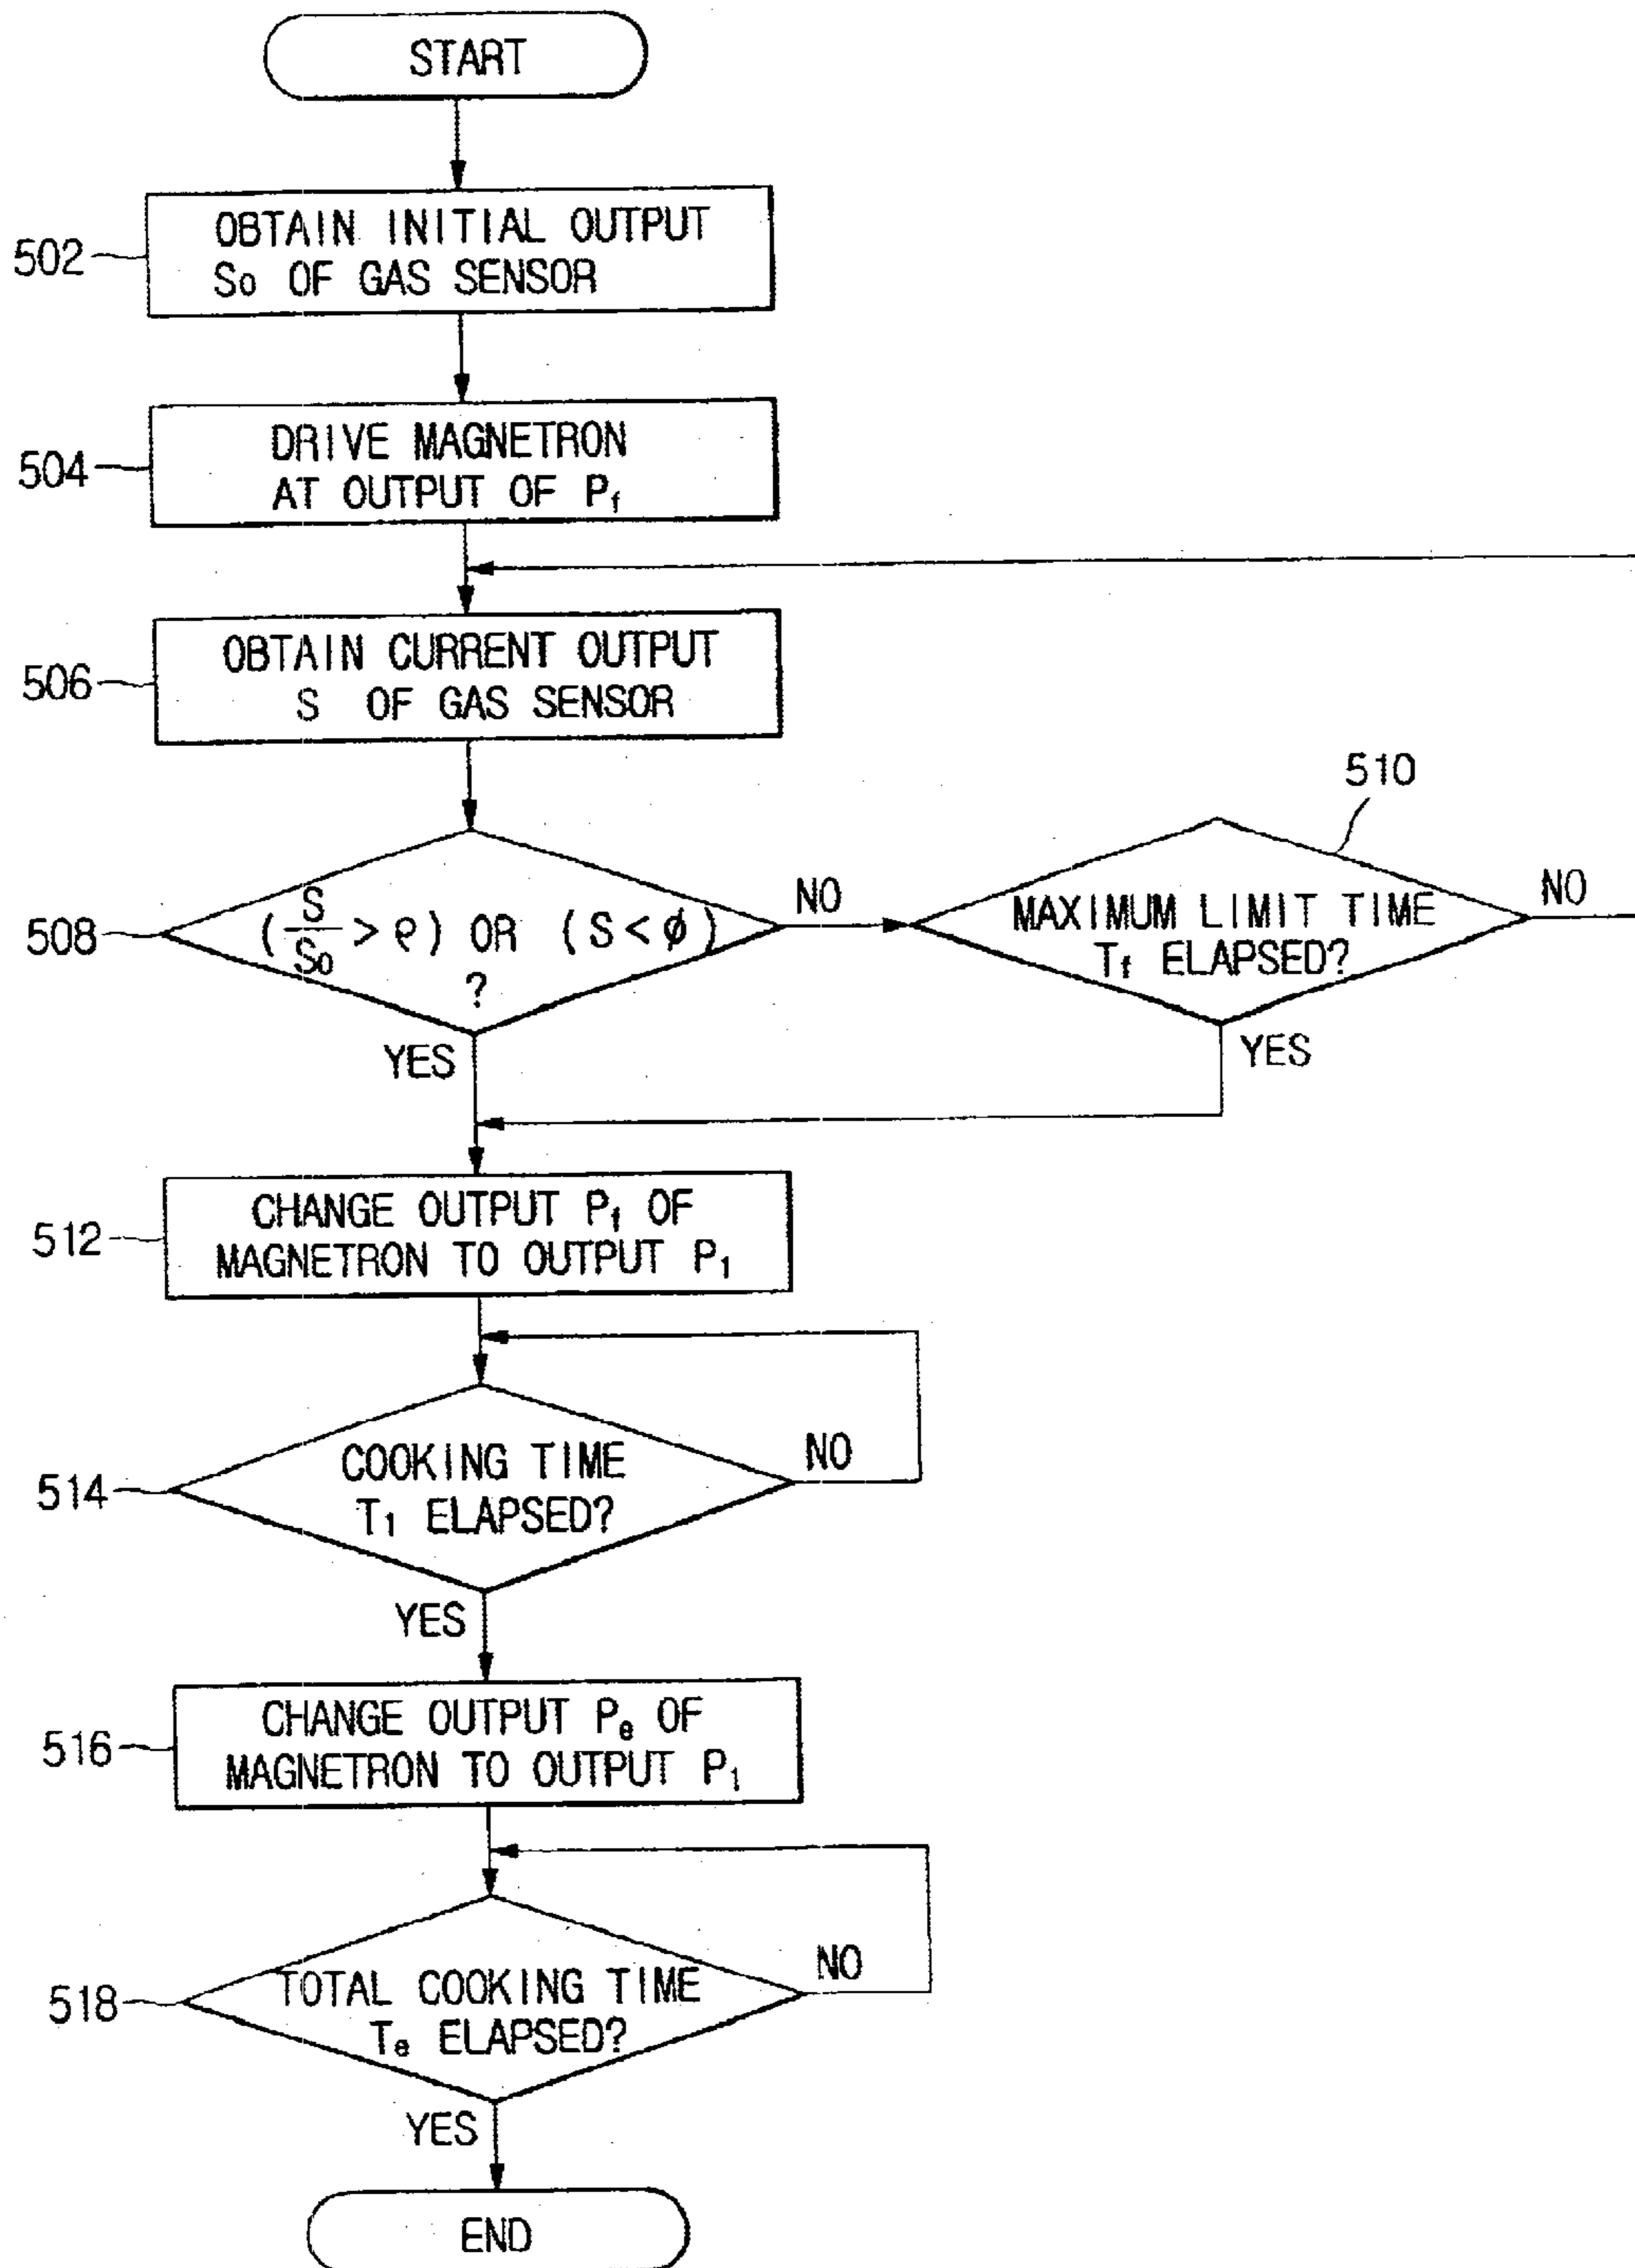 START
502
OBTAIN INITIAL OUTPUT
S₀ OF GAS SENSOR
504
DRIVE MAGNETRON
AT OUTPUT OF Pf
506
OBTAIN CURRENT OUTPUT
S OF GAS SENSOR
508
(S/S₀ > ρ) OR (S < φ)
?
NO
YES
510
MAXIMUM LIMIT TIME
Tf ELAPSED?
NO
YES
512
CHANGE OUTPUT Pf OF
MAGNETRON TO OUTPUT P₁
514
COOKING TIME
T₁ ELAPSED?
NO
YES
516
CHANGE OUTPUT Pe OF
MAGNETRON TO OUTPUT P₁
518
TOTAL COOKING TIME
Te ELAPSED?
NO
YES
END